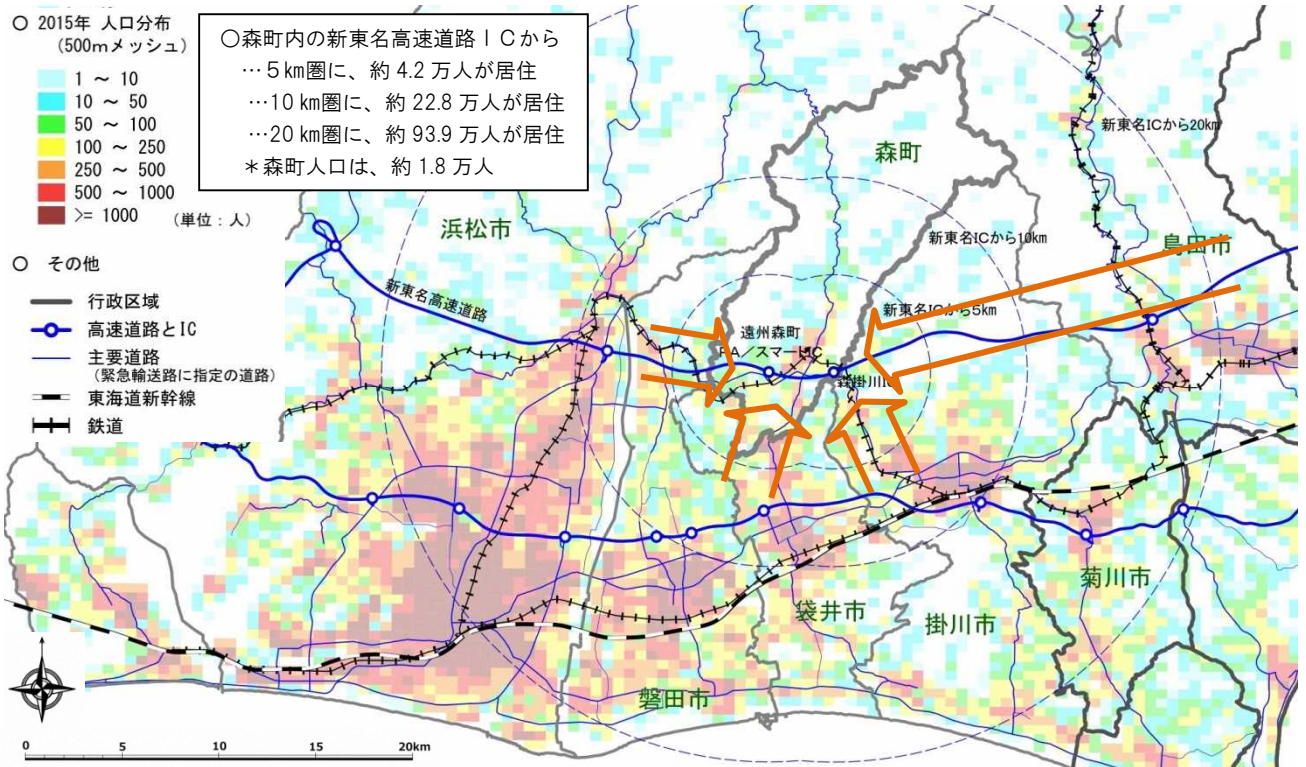 ○ 2015年 人口分布
（500mメッシュ）
1 ～ 10
10 ～ 50
50 ～ 100
100 ～ 250
250 ～ 500
500 ～ 1000
>= 1000 （単位：人）
○ その他
行政区域
高速道路とIC
主要道路
（緊急輸送路に指定の道路）
東海道新幹線
鉄道
○森町内の新東名高速道路ＩＣから
…５km圏に、約 4.2 万人が居住
…10 km圏に、約 22.8 万人が居住
…20 km圏に、約 93.9 万人が居住
＊森町人口は、約 1.8 万人
新東名ICから20km
森町
浜松市
新東名ICから10km
島田市
新東名高速道路
新東名ICから5km
遠州森町
PA／スマートIC
森掛川IC
菊川市
袋井市
掛川市
磐田市
0 5 10 15 20km